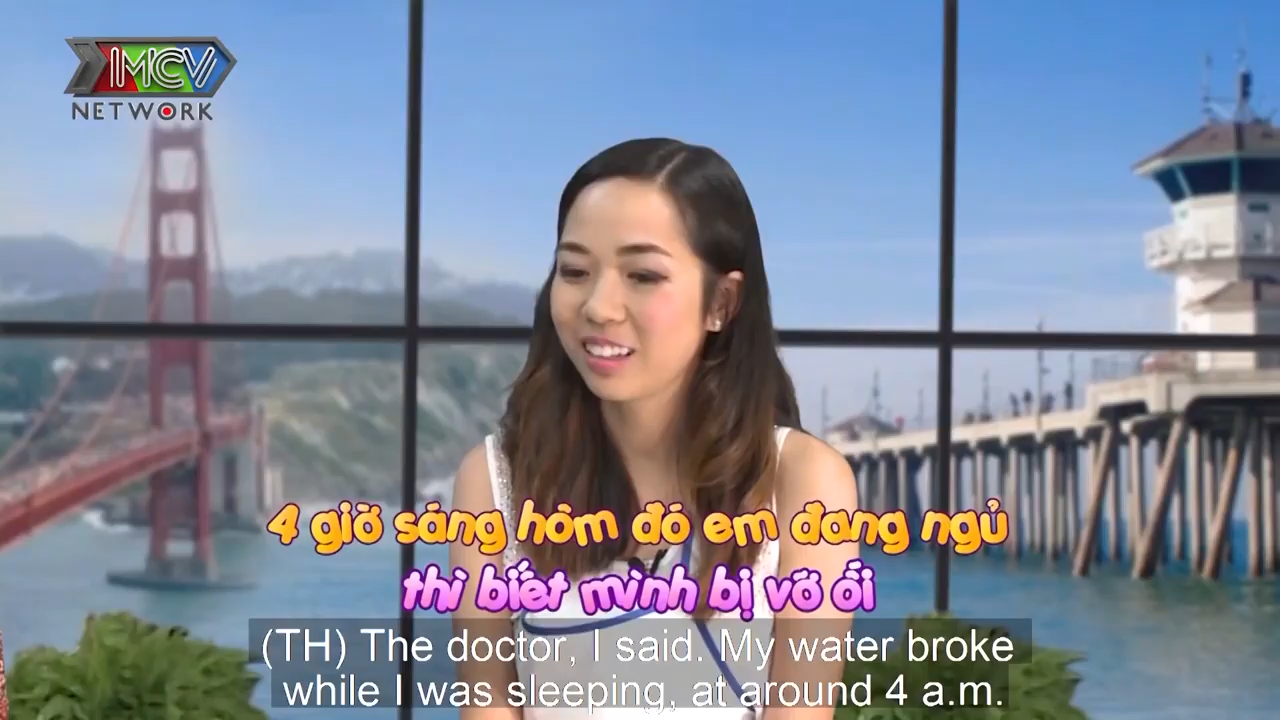 MCV
NETWORK
4 giờ sáng hôm đó em đang ngủ
thì biết mình bị vỡ ối
(TH) The doctor, I said. My water broke
while I was sleeping, at around 4 a.m.